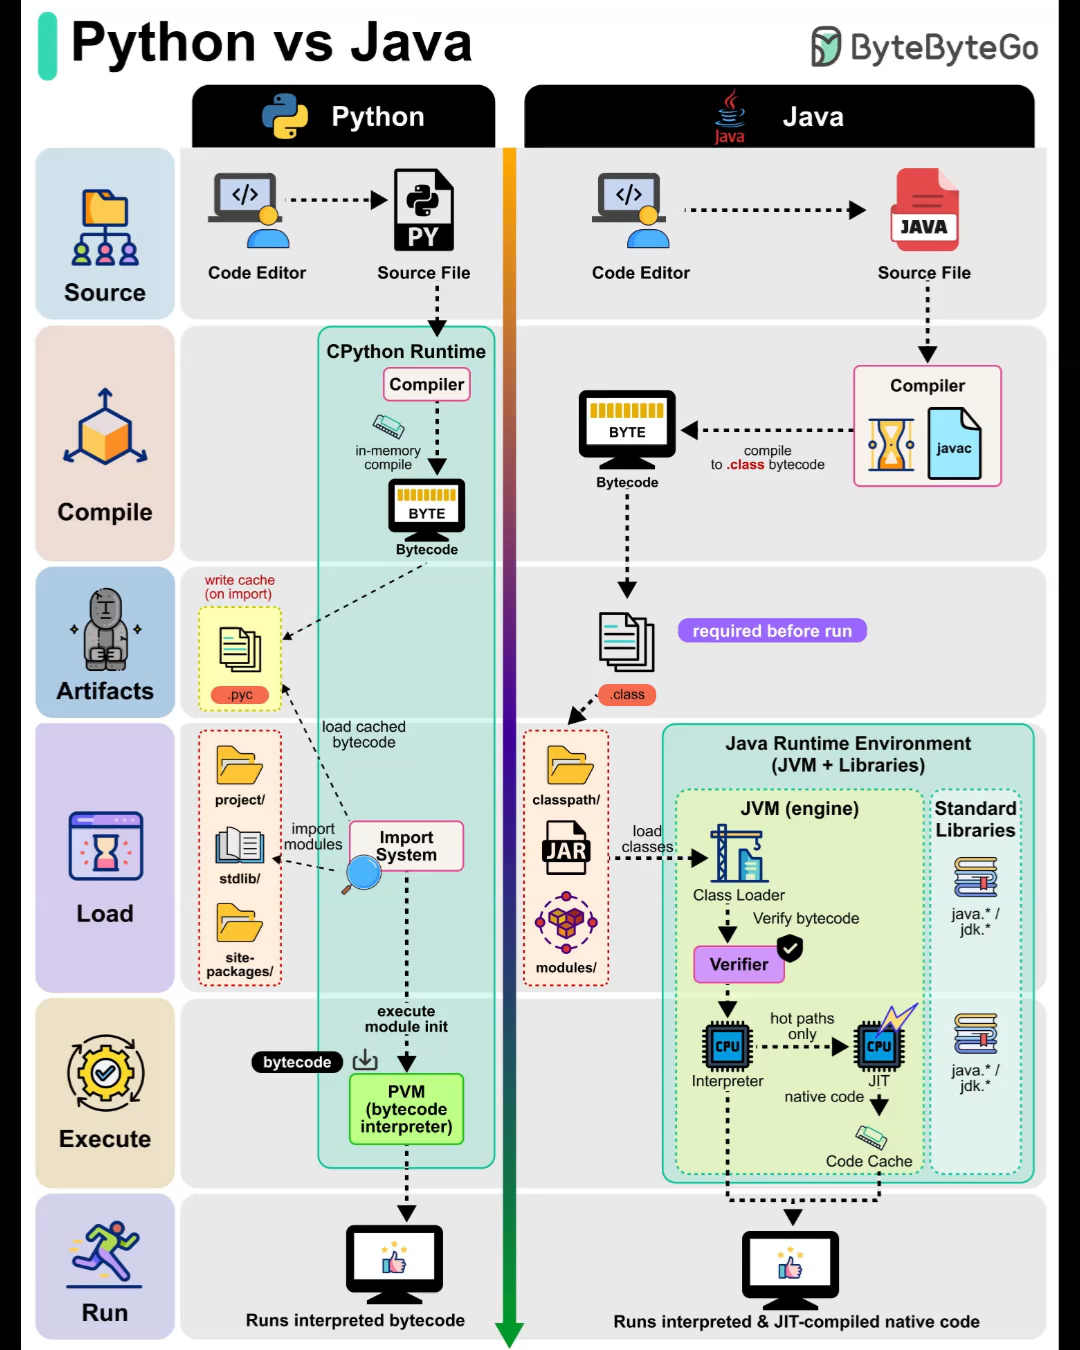 Python vs Java
ByteByteGo
Python
Java
Java
Source
</>
PY
Code Editor
Source File
</>
JAVA
Code Editor
Source File
Compile
CPython Runtime
Compiler
in-memory
compile
BYTE
Bytecode
Compiler
javac
compile
to .class bytecode
BYTE
Bytecode
Artifacts
write cache
(on import)
.pyc
.class
required before run
Load
load cached
bytecode
project/
import
modules
stdlib/
site-
packages/
Import
System
classpath/
JAR
modules/
load
classes
Java Runtime Environment
(JVM + Libraries)
JVM (engine)
Class Loader
Verify bytecode
Verifier
Standard
Libraries
java.* /
jdk.*
Execute
execute
module init
bytecode
PVM
(bytecode
interpreter)
CPU
Interpreter
hot paths
only
CPU
JIT
native code
Code Cache
java.* /
jdk.*
Run
Runs interpreted bytecode
Runs interpreted & JIT-compiled native code